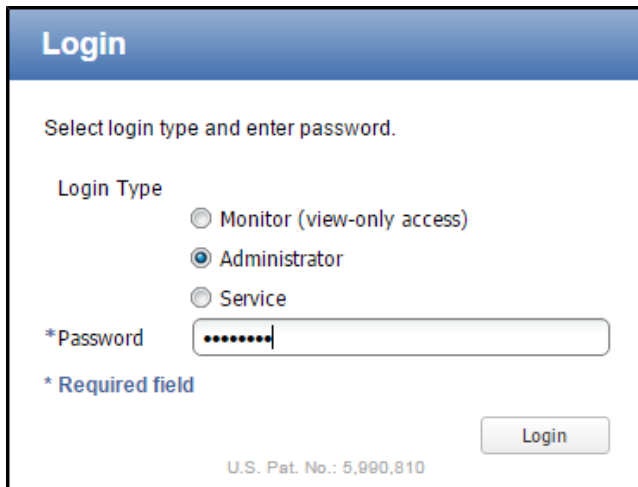 Login
Select login type and enter password.
Login Type
Monitor (view-only access)
Administrator
Service
*Password ••••••••
* Required field
Login
U.S. Pat. No.: 5,990,810